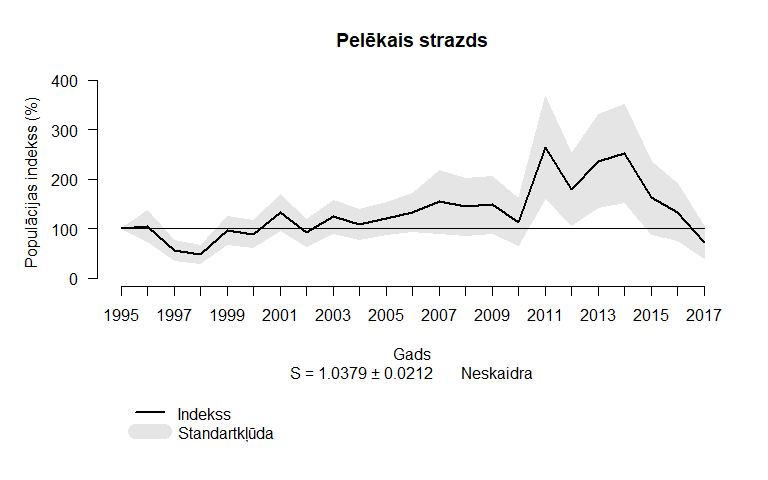 Pelēkais strazds
Populācijas indekss (%)
400
300
200
100
0
1995 1997 1999 2001 2003 2005 2007 2009 2011 2013 2015 2017
Gads
S = 1.0379 ± 0.0212 Neskaidra
Indekss
Standartkļūda